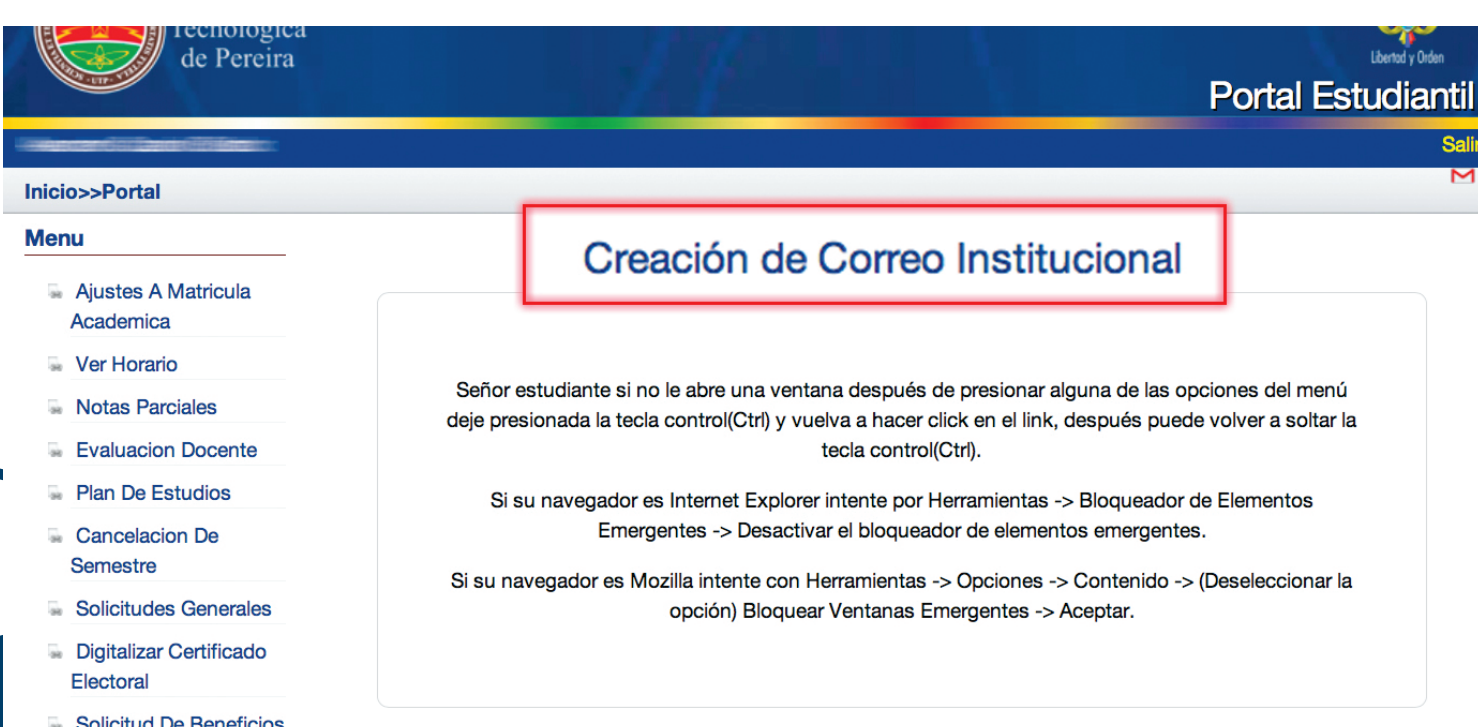 Tecnológica
de Pereira
UTP
Libertad y Orden
Portal Estudiantil
Salir
Inicio>>Portal
Menu
Creación de Correo Institucional
Ajustes A Matricula
Academica
Ver Horario
Notas Parciales
Evaluacion Docente
Plan De Estudios
Cancelacion De
Semestre
Solicitudes Generales
Digitalizar Certificado
Electoral
Solicitud De Beneficios
Señor estudiante si no le abre una ventana después de presionar alguna de las opciones del menú
deje presionada la tecla control(Ctrl) y vuelva a hacer click en el link, después puede volver a soltar la
tecla control(Ctrl).
Si su navegador es Internet Explorer intente por Herramientas -> Bloqueador de Elementos
Emergentes -> Desactivar el bloqueador de elementos emergentes.
Si su navegador es Mozilla intente con Herramientas -> Opciones -> Contenido -> (Deseleccionar la
opción) Bloquear Ventanas Emergentes -> Aceptar.